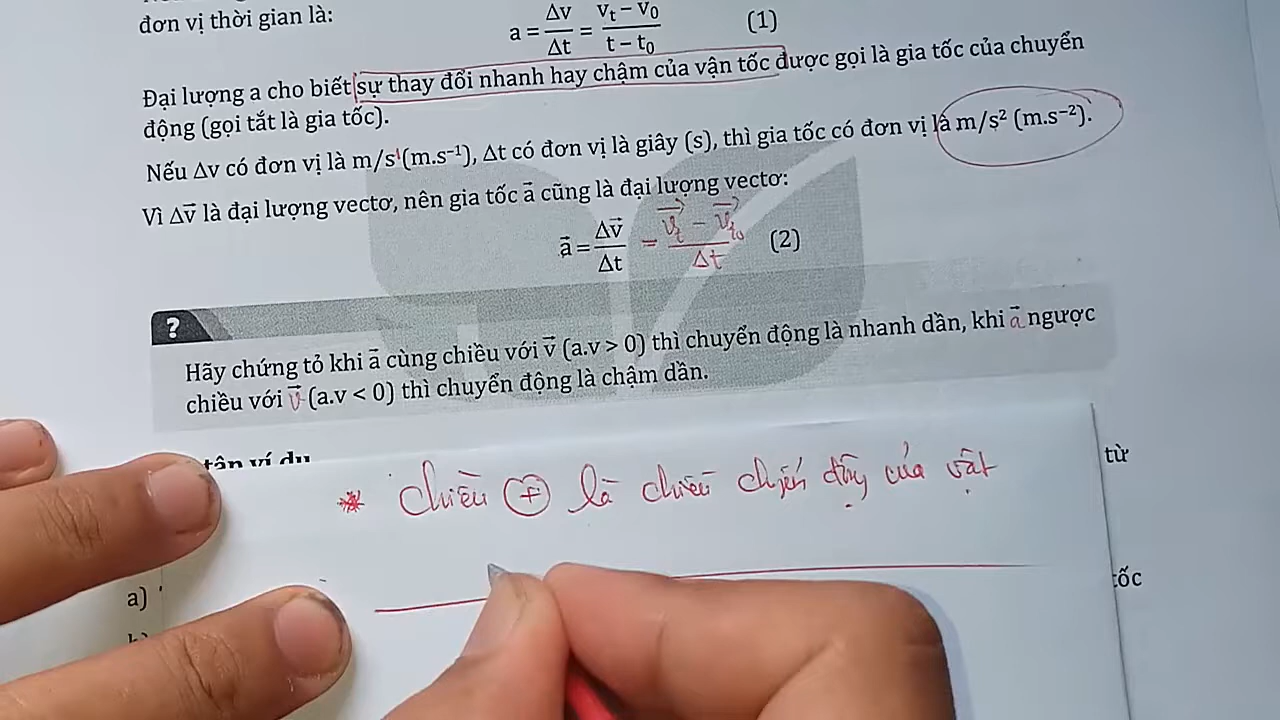 đơn vị thời gian là:
a = Δv/Δt = (vₜ – v₀)/(t – t₀) (1)
Đại lượng a cho biết sự thay đổi nhanh hay chậm của vận tốc được gọi là gia tốc của chuyển
động (gọi tắt là gia tốc).
Nếu Δv có đơn vị là m/s (m.s⁻¹), Δt có đơn vị là giây (s), thì gia tốc có đơn vị là m/s² (m.s⁻²).
Vì Δv⃗ là đại lượng vectơ, nên gia tốc a⃗ cũng là đại lượng vectơ:
a⃗ = Δv⃗/Δt = (v⃗ₜ – v⃗ₜ₀)/Δt (2)
?
Hãy chứng tỏ khi a⃗ cùng chiều với v⃗ (a.v > 0) thì chuyển động là nhanh dần, khi a⃗ ngược
chiều với v⃗ (a.v < 0) thì chuyển động là chậm dần.
từ
* Chiều (+) là chiều chuyển động của vật
a) tốc